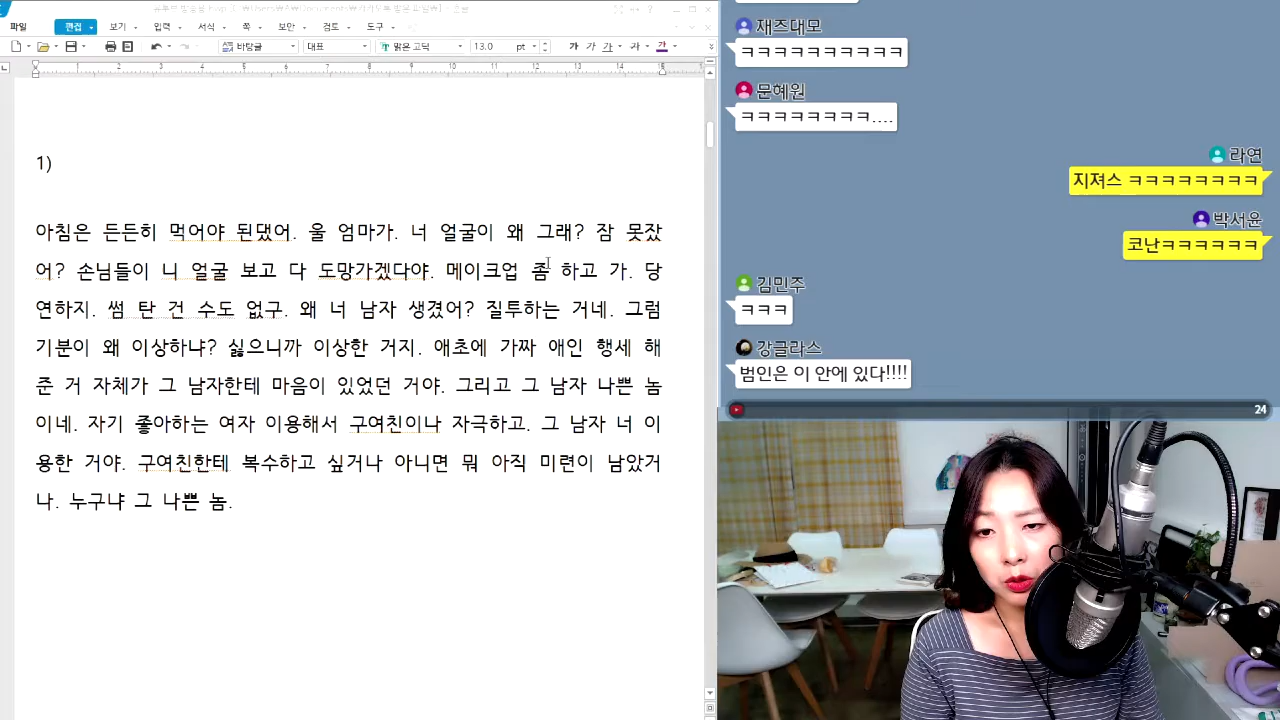 파일
편집
보기
입력
서식
쪽
보안
검토
도구
바탕글
대표
맑은 고딕
13.0
pt
가
가
가
가
가
1)
아침은 든든히 먹어야 된댔어. 울 엄마가. 너 얼굴이 왜 그래? 잠 못잤
어? 손님들이 니 얼굴 보고 다 도망가겠다야. 메이크업 좀 하고 가. 당
연하지. 썸 탄 건 수도 없구. 왜 너 남자 생겼어? 질투하는 거네. 그럼
기분이 왜 이상하냐? 싫으니까 이상한 거지. 애초에 가짜 애인 행세 해
준 거 자체가 그 남자한테 마음이 있었던 거야. 그리고 그 남자 나쁜 놈
이네. 자기 좋아하는 여자 이용해서 구여친이나 자극하고. 그 남자 너 이
용한 거야. 구여친한테 복수하고 싶거나 아니면 뭐 아직 미련이 남았거
나. 누구냐 그 나쁜 놈.
재즈대모
ㅋㅋㅋㅋㅋㅋㅋㅋㅋㅋ
문혜원
ㅋㅋㅋㅋㅋㅋㅋㅋ....
라연
지져스 ㅋㅋㅋㅋㅋㅋㅋㅋ
박서윤
코난ㅋㅋㅋㅋㅋㅋ
김민주
ㅋㅋㅋ
강글라스
범인은 이 안에 있다!!!!
24